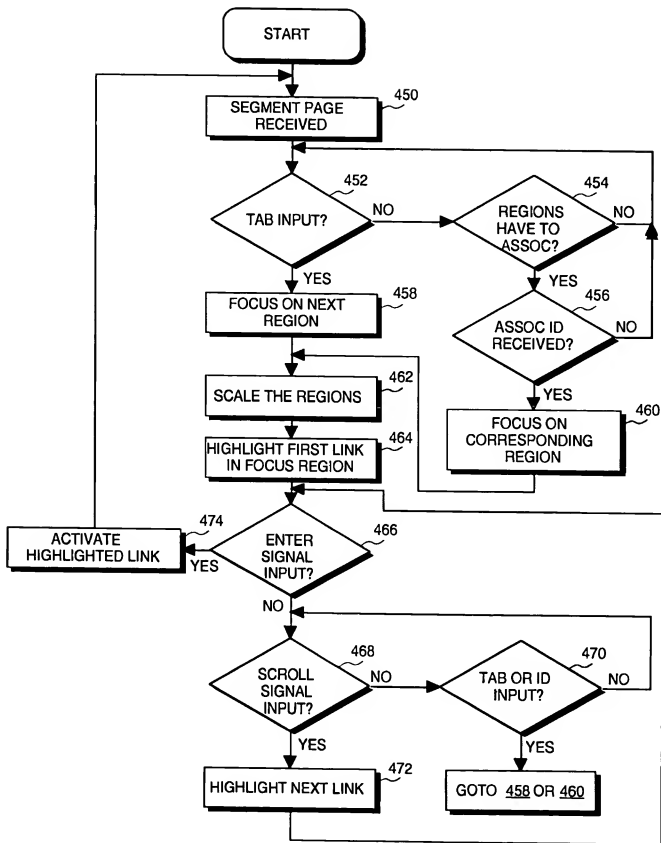 START
450
SEGMENT PAGE
RECEIVED
452
TAB INPUT?
NO
YES
454
REGIONS
HAVE TO
ASSOC?
NO
YES
458
FOCUS ON NEXT
REGION
456
ASSOC ID
RECEIVED?
NO
YES
462
SCALE THE REGIONS
460
FOCUS ON
CORRESPONDING
REGION
464
HIGHLIGHT FIRST LINK
IN FOCUS REGION
474
ACTIVATE
HIGHLIGHTED LINK
YES
466
ENTER
SIGNAL
INPUT?
NO
468
SCROLL
SIGNAL
INPUT?
NO
YES
470
TAB OR ID
INPUT?
NO
YES
472
HIGHLIGHT NEXT LINK
GOTO 458 OR 460